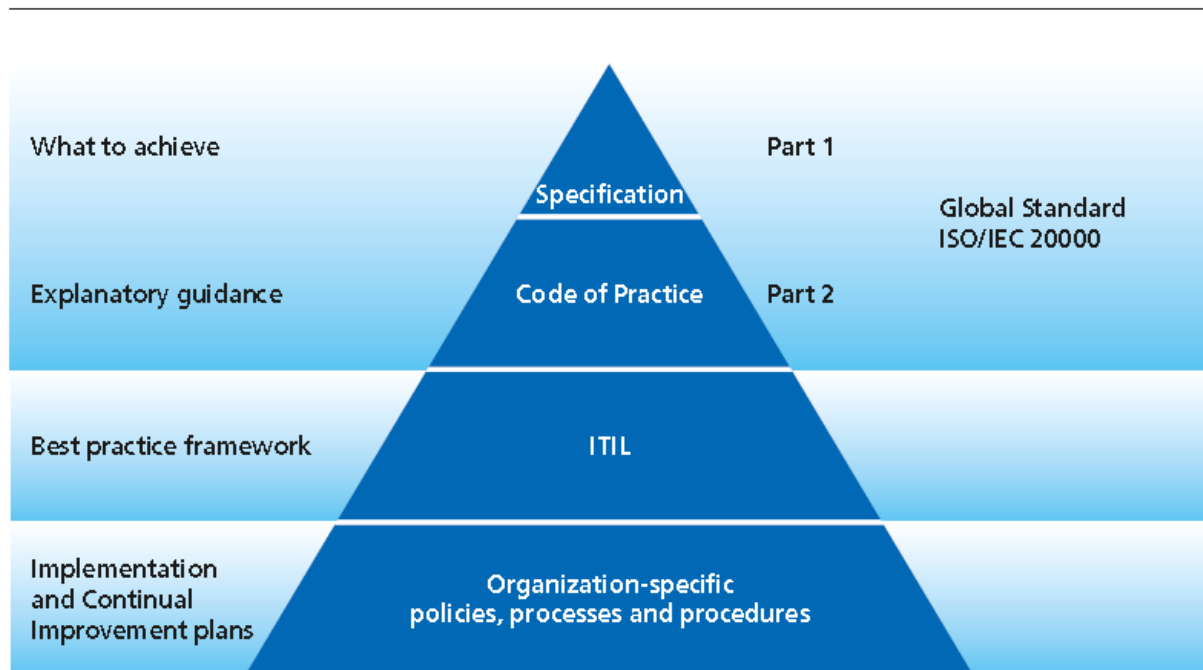 What to achieve
Specification
Part 1
Global Standard
ISO/IEC 20000
Explanatory guidance
Code of Practice
Part 2
Best practice framework
ITIL
Implementation
and Continual
Improvement plans
Organization-specific
policies, processes and procedures